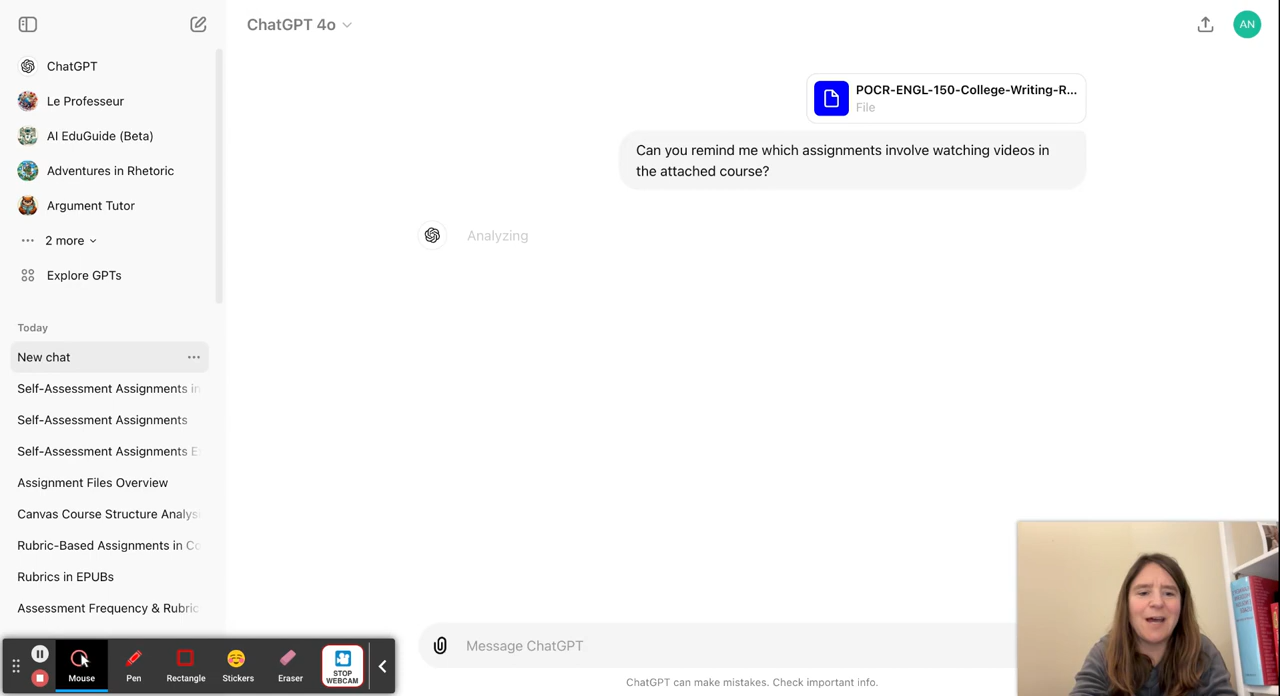 ChatGPT 4o
AN
ChatGPT
Le Professeur
AI EduGuide (Beta)
Adventures in Rhetoric
Argument Tutor
2 more
Explore GPTs
Today
New chat
Self-Assessment Assignments in
Self-Assessment Assignments
Self-Assessment Assignments E
Assignment Files Overview
Canvas Course Structure Analys
Rubric-Based Assignments in Co
Rubrics in EPUBs
Assessment Frequency & Rubric
POCR-ENGL-150-College-Writing-R...
File
Can you remind me which assignments involve watching videos in
the attached course?
Analyzing
Message ChatGPT
ChatGPT can make mistakes. Check important info.
Mouse
Pen
Rectangle
Stickers
Eraser
STOP
WEBCAM